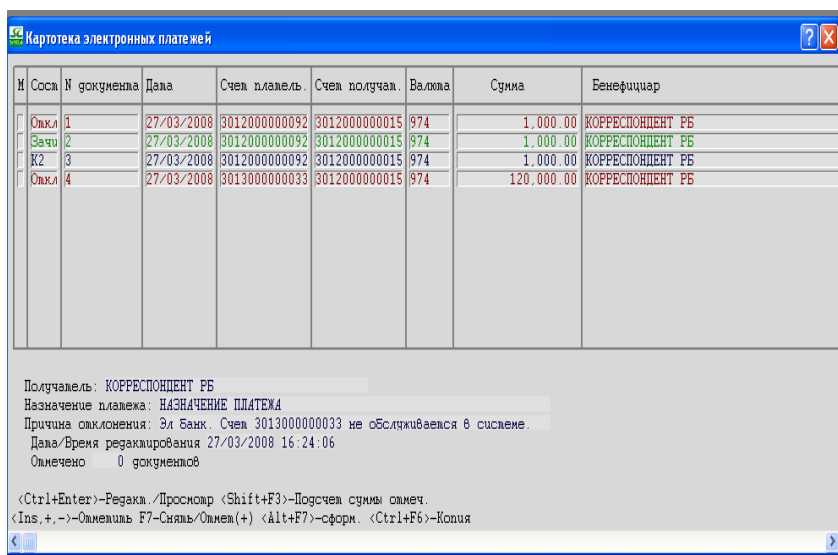 Картотека электронных платежей
М Сост N документа Дата Счет плател. Счет получат. Валюта Сумма Бенефициар
Откл 1 27/03/2008 3012000000092 3012000000015 974 1,000.00 КОРРЕСПОНДЕНТ РБ
Зачи 2 27/03/2008 3012000000092 3012000000015 974 1,000.00 КОРРЕСПОНДЕНТ РБ
К2 3 27/03/2008 3012000000092 3012000000015 974 1,000.00 КОРРЕСПОНДЕНТ РБ
Откл 4 27/03/2008 3013000000033 3012000000015 974 120,000.00 КОРРЕСПОНДЕНТ РБ
Получатель: КОРРЕСПОНДЕНТ РБ
Назначение платежа: НАЗНАЧЕНИЕ ПЛАТЕЖА
Причина отклонения: Эл Банк. Счет 3013000000033 не обслуживается в системе.
Дата/Время редактирования 27/03/2008 16:24:06
Отмечено 0 документов
<Ctrl+Enter>-Редакт./Просмотр <Shift+F3>-Подсчет суммы отмеч.
<Ins,+,->-Отметить F7-Снять/Отмет(+) <Alt+F7>-сформ. <Ctrl+F6>-Копия